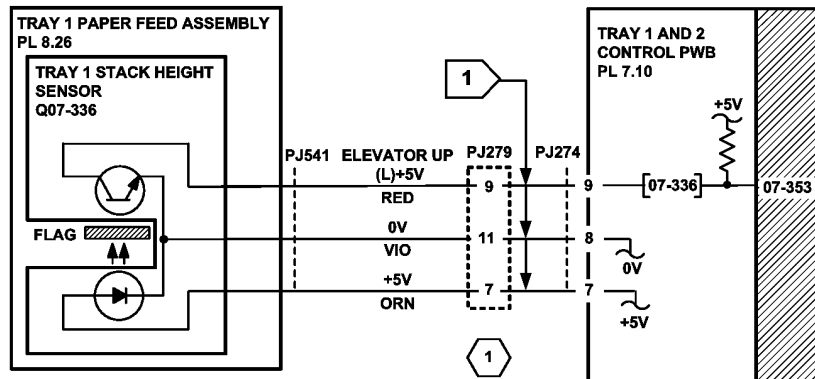 TRAY 1 PAPER FEED ASSEMBLY
PL 8.26
TRAY 1 STACK HEIGHT
SENSOR
Q07-336
FLAG
PJ541
ELEVATOR UP
(L)+5V
RED
0V
VIO
+5V
ORN
PJ279
9
11
7
1
1
PJ274
9
8
7
TRAY 1 AND 2
CONTROL PWB
PL 7.10
+5V
[07-336]
07-353
0V
+5V